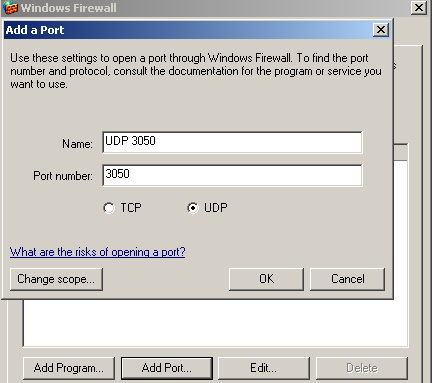 Windows Firewall
Add a Port
Use these settings to open a port through Windows Firewall. To find the port
number and protocol, consult the documentation for the program or service you
want to use.
Name: UDP 3050
Port number: 3050
TCP UDP
What are the risks of opening a port?
Change scope... OK Cancel
Add Program... Add Port... Edit... Delete